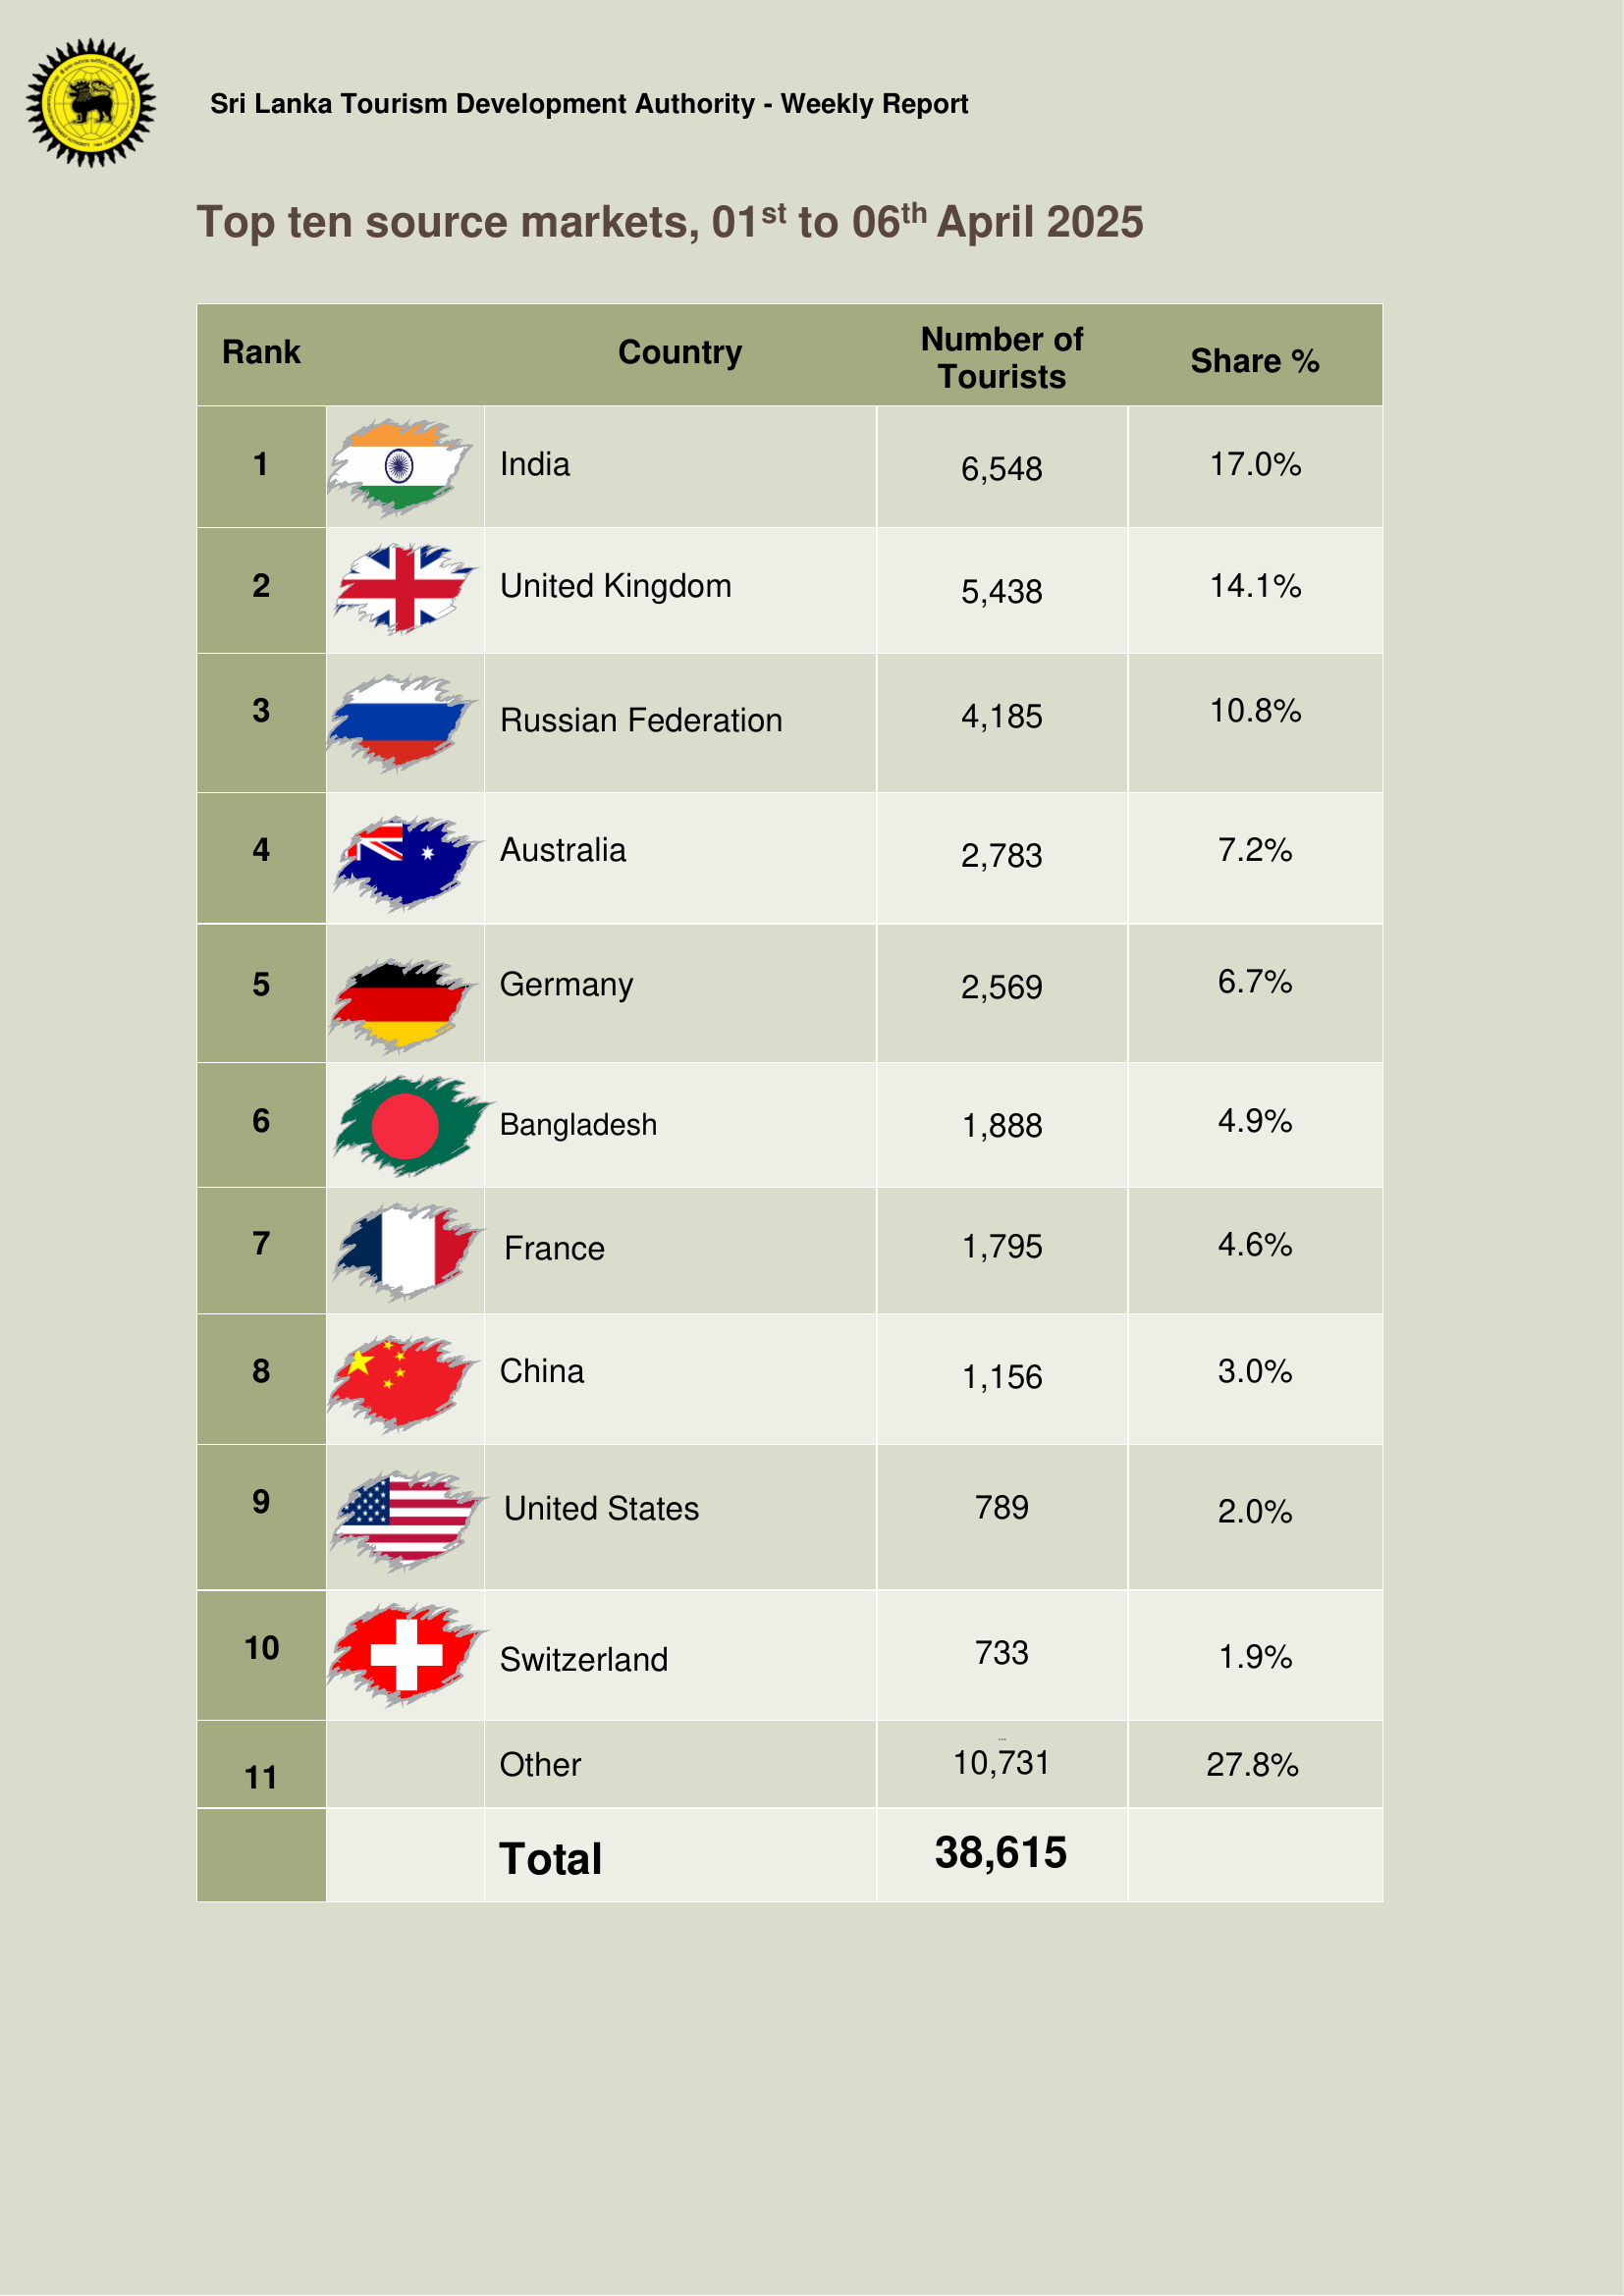 Sri Lanka Tourism Development Authority - Weekly Report
Top ten source markets, 01st to 06th April 2025
Rank Country Number of Tourists Share %
1 India 6,548 17.0%
2 United Kingdom 5,438 14.1%
3 Russian Federation 4,185 10.8%
4 Australia 2,783 7.2%
5 Germany 2,569 6.7%
6 Bangladesh 1,888 4.9%
7 France 1,795 4.6%
8 China 1,156 3.0%
9 United States 789 2.0%
10 Switzerland 733 1.9%
11 Other 10,731 27.8%
Total 38,615